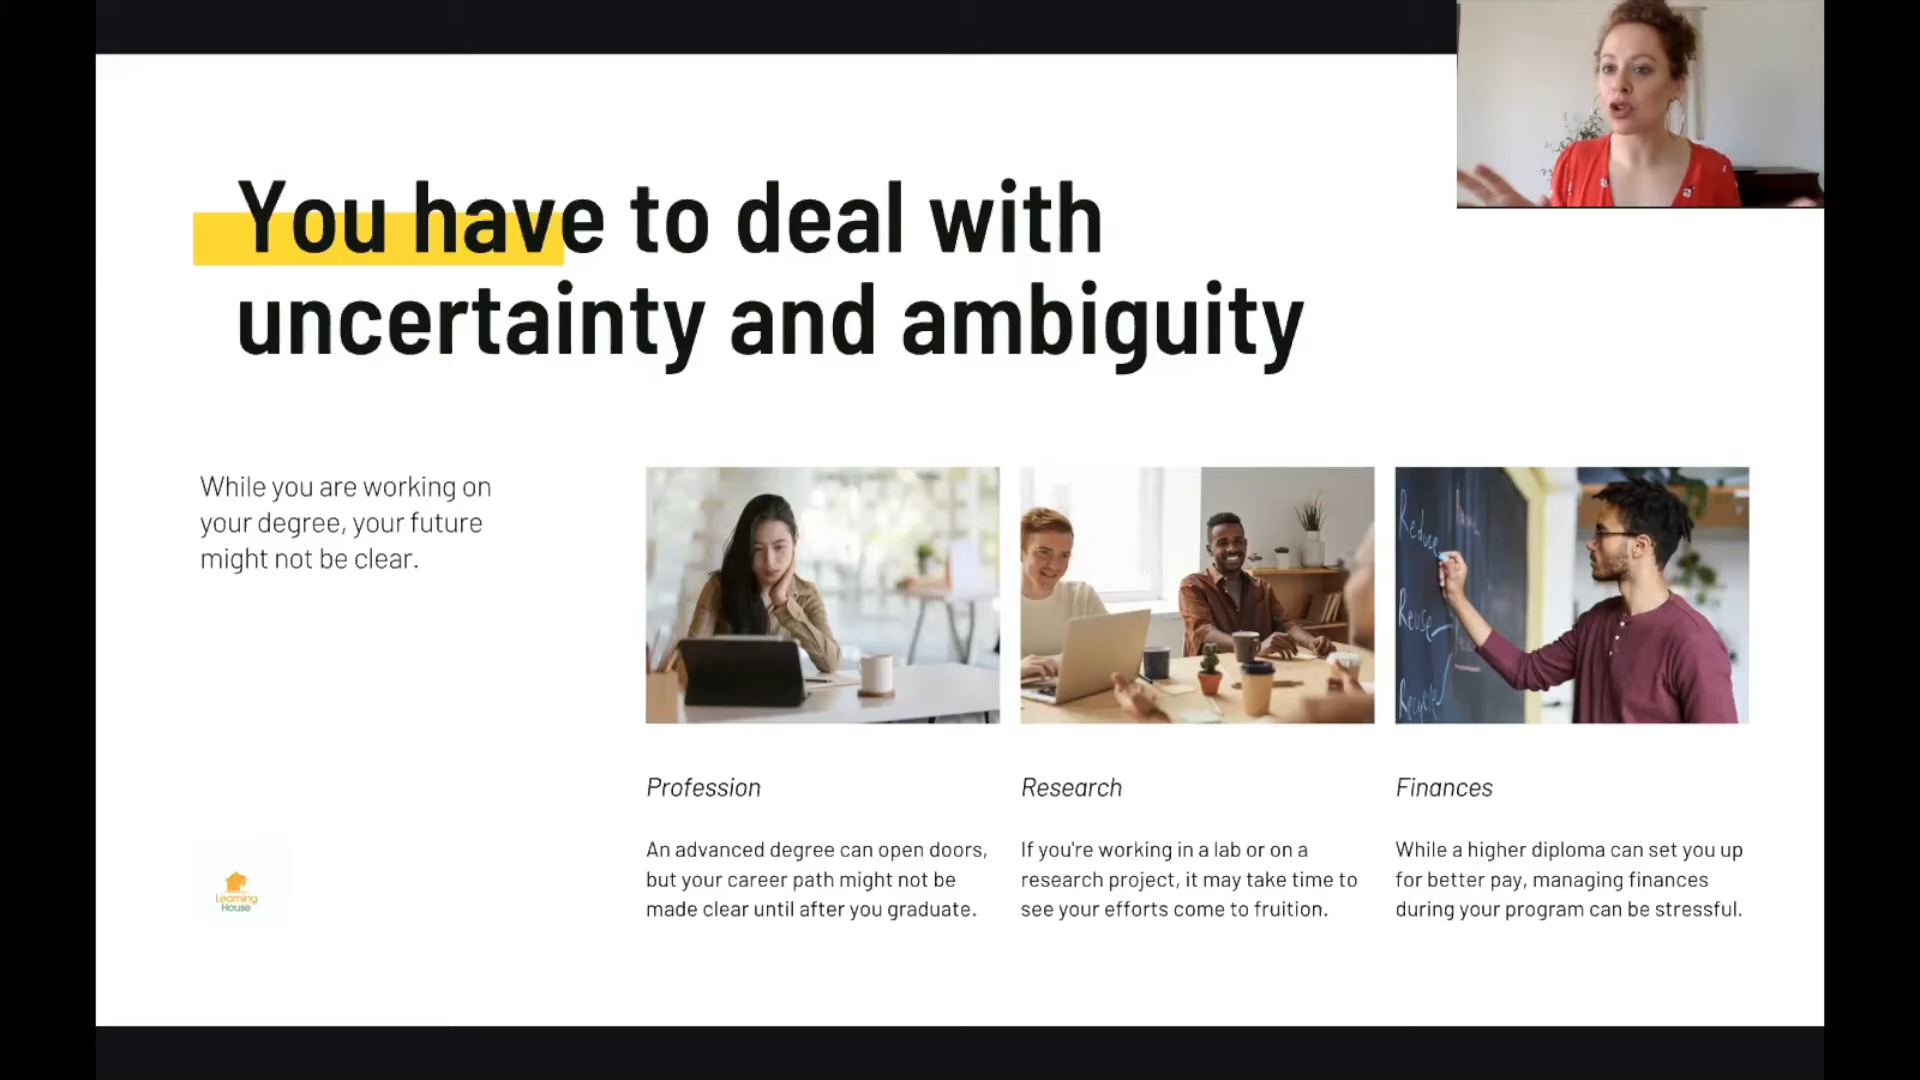 You have to deal with
uncertainty and ambiguity
While you are working on
your degree, your future
might not be clear.
Reduce
Reuse
Recycle
Profession
An advanced degree can open doors,
but your career path might not be
made clear until after you graduate.
Research
If you're working in a lab or on a
research project, it may take time to
see your efforts come to fruition.
Finances
While a higher diploma can set you up
for better pay, managing finances
during your program can be stressful.
Learning
House